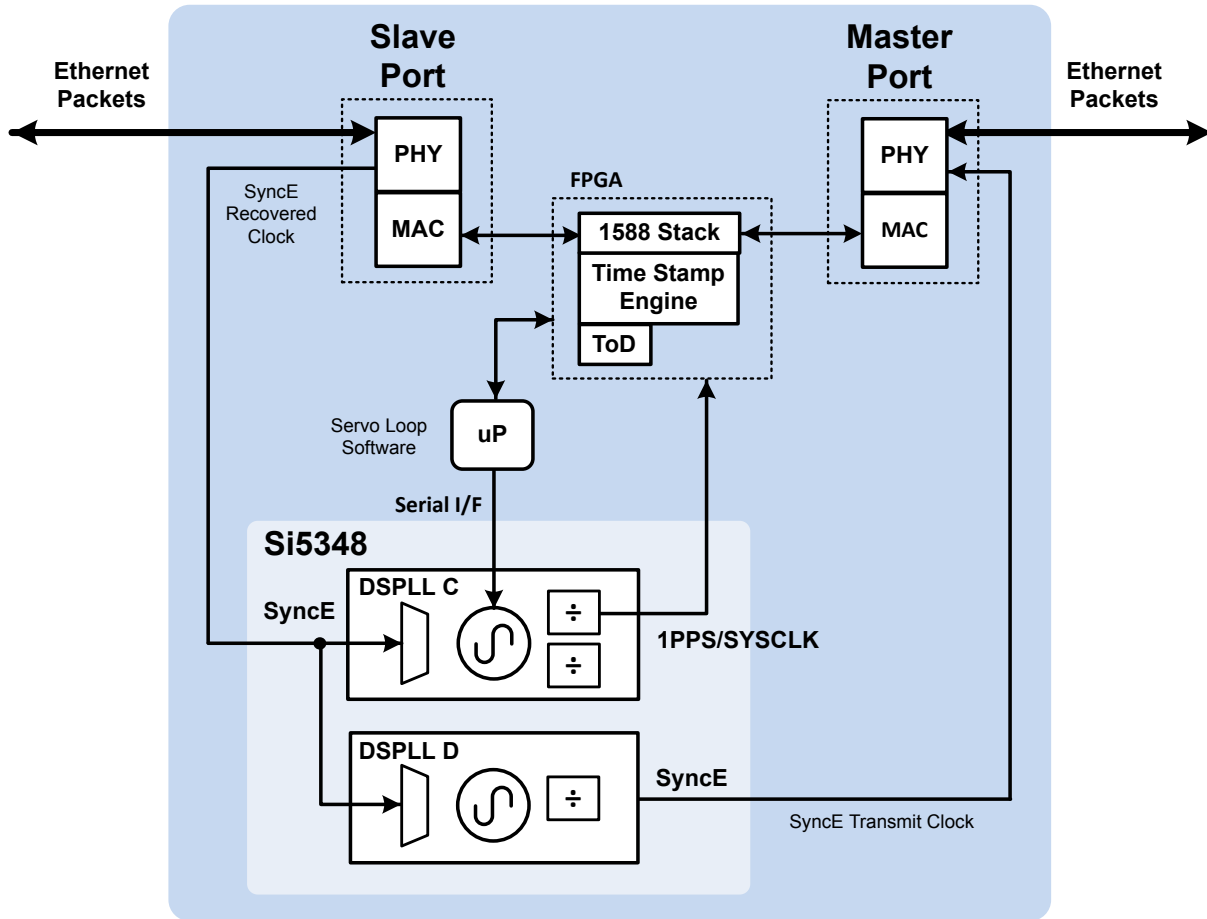 Slave
Port
Master
Port
Ethernet
Packets
Ethernet
Packets
PHY
PHY
SyncE
Recovered
Clock
FPGA
MAC
1588 Stack
MAC
Time Stamp
Engine
ToD
Servo Loop
Software
uP
Serial I/F
Si5348
DSPLL C
SyncE
÷
1PPS/SYSCLK
÷
DSPLL D
SyncE
÷
SyncE Transmit Clock